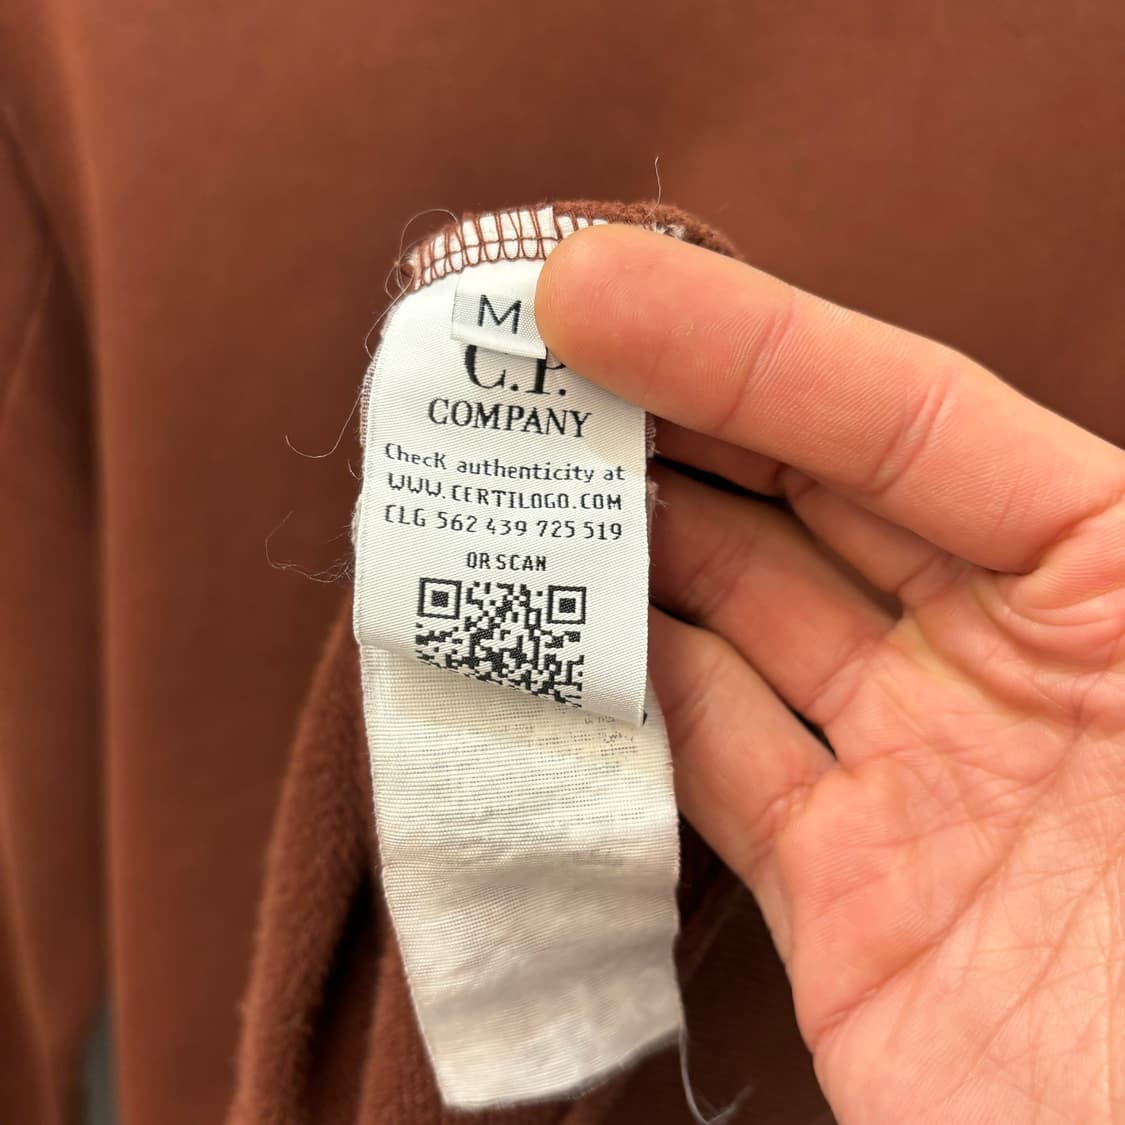 M
C.P.
COMPANY
Check authenticity at
WWW.CERTILOGO.COM
CLG 562 439 725 519
OR SCAN